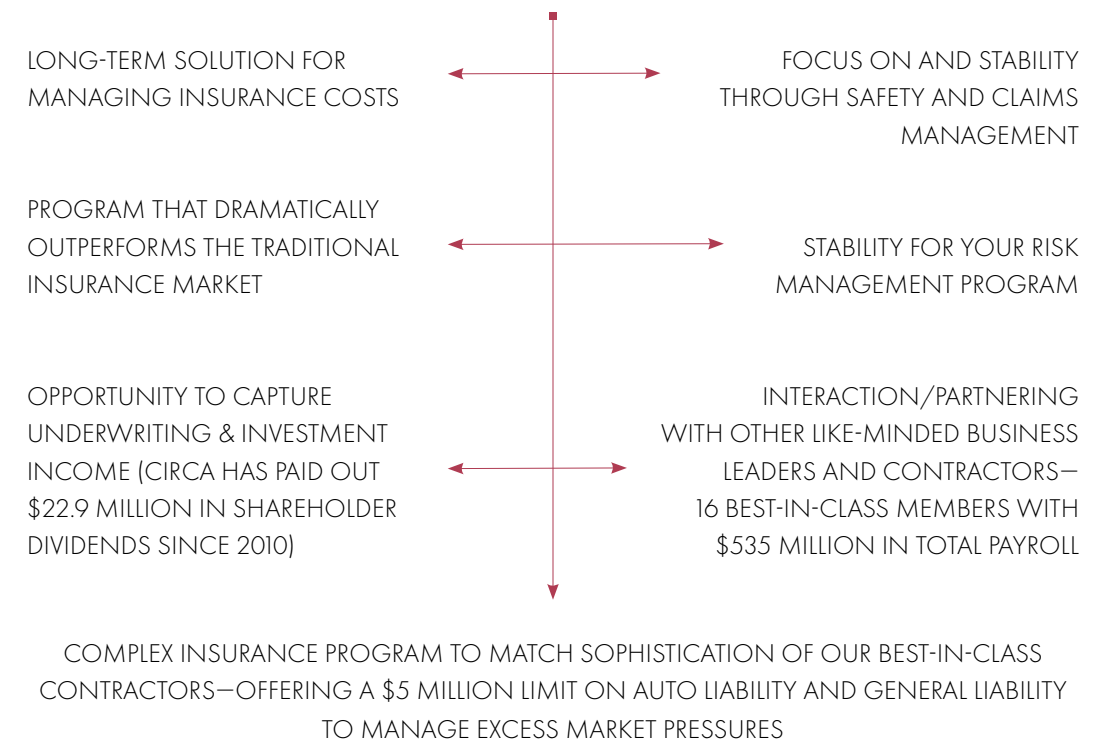 LONG-TERM SOLUTION FOR
MANAGING INSURANCE COSTS
FOCUS ON AND STABILITY
THROUGH SAFETY AND CLAIMS
MANAGEMENT
PROGRAM THAT DRAMATICALLY
OUTPERFORMS THE TRADITIONAL
INSURANCE MARKET
STABILITY FOR YOUR RISK
MANAGEMENT PROGRAM
OPPORTUNITY TO CAPTURE
UNDERWRITING & INVESTMENT
INCOME (CIRCA HAS PAID OUT
$22.9 MILLION IN SHAREHOLDER
DIVIDENDS SINCE 2010)
INTERACTION/PARTNERING
WITH OTHER LIKE-MINDED BUSINESS
LEADERS AND CONTRACTORS—
16 BEST-IN-CLASS MEMBERS WITH
$535 MILLION IN TOTAL PAYROLL
COMPLEX INSURANCE PROGRAM TO MATCH SOPHISTICATION OF OUR BEST-IN-CLASS
CONTRACTORS—OFFERING A $5 MILLION LIMIT ON AUTO LIABILITY AND GENERAL LIABILITY
TO MANAGE EXCESS MARKET PRESSURES